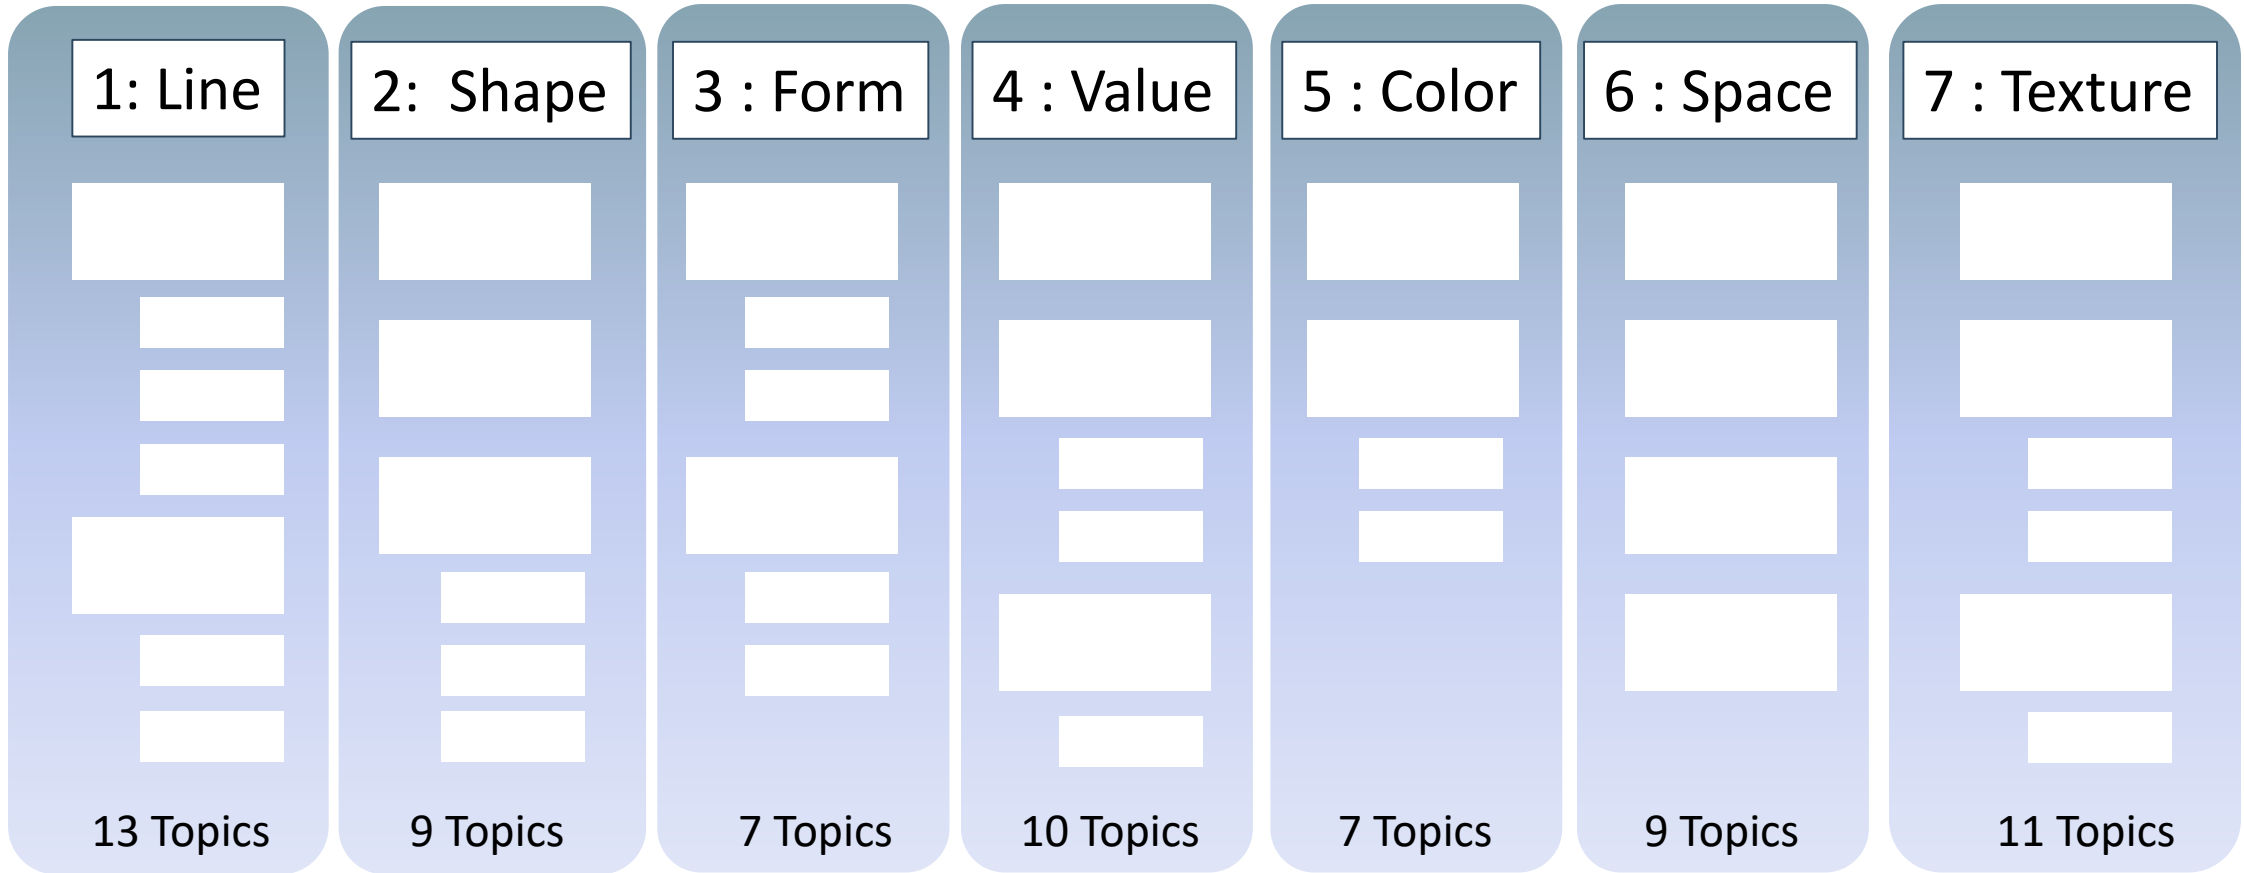 1: Line
2:  Shape
3 : Form
4 : Value
5 : Color
6 : Space
7 : Texture
13 Topics
9 Topics
7 Topics
10 Topics
7 Topics
9 Topics
11 Topics